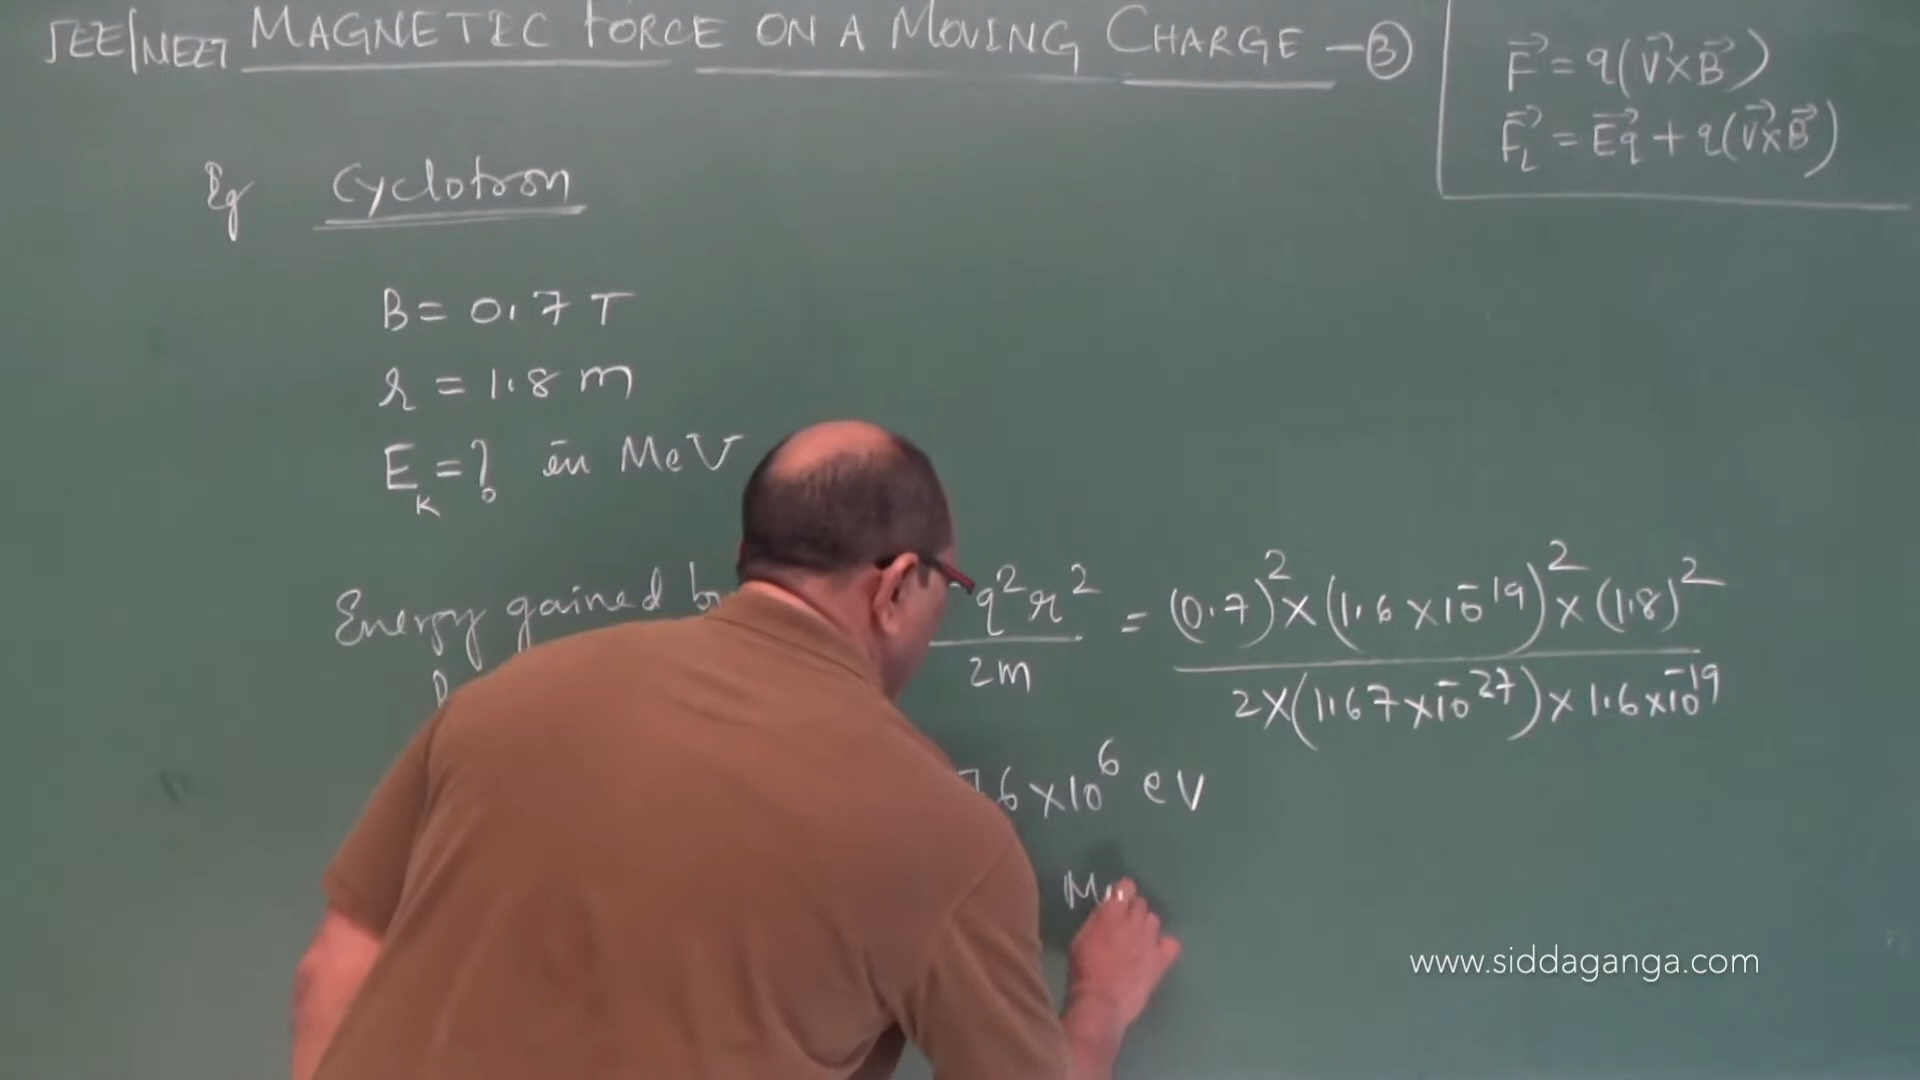 JEE/NEET MAGNETIC FORCE ON A MOVING CHARGE -③
F⃗ = q(V⃗×B⃗)
F⃗L = E⃗q + q(V⃗×B⃗)
Eg Cyclotron
B = 0.7 T
r = 1.8 m
EK = ? in MeV
Energy gained q²r²/2m = (0.7)²×(1.6×10⁻¹⁹)²×(1.8)²/2×(1.67×10⁻²⁷)×1.6×10⁻¹⁹
6×10⁶ eV
www.siddaganga.com